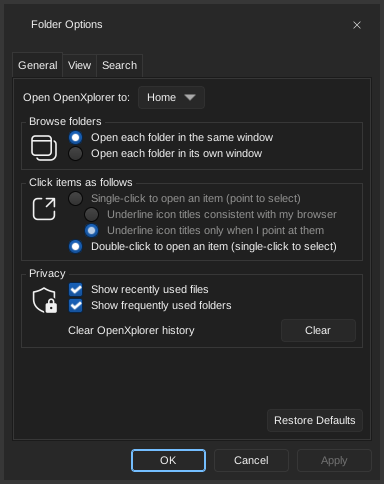 Folder Options
General View Search
Open OpenXplorer to: Home
Browse folders
Open each folder in the same window
Open each folder in its own window
Click items as follows
Single-click to open an item (point to select)
Underline icon titles consistent with my browser
Underline icon titles only when I point at them
Double-click to open an item (single-click to select)
Privacy
Show recently used files
Show frequently used folders
Clear OpenXplorer history Clear
Restore Defaults
OK Cancel Apply